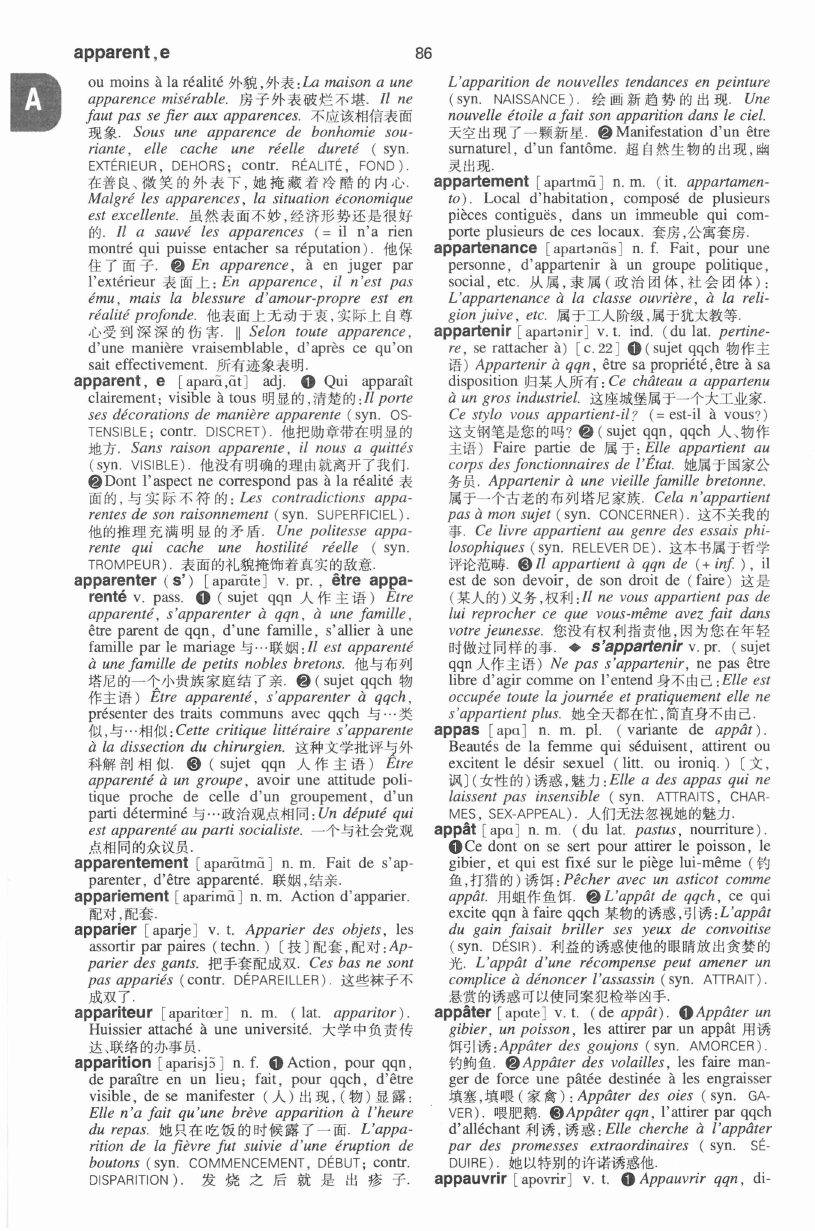 apparent,e
86
A
ou moins à la réalité 外貌,外表:La maison a une
apparence misérable. 房子外表破烂不堪. Il ne
faut pas se fier aux apparences. 不应该相信表面
现象. Sous une apparence de bonhomie sou-
riante, elle cache une réelle dureté ( syn.
EXTÉRIEUR, DEHORS; contr. RÉALITÉ, FOND ).
在善良、微笑的外表下,她掩藏着冷酷的内心.
Malgré les apparences, la situation économique
est excellente. 虽然表面不妙,经济形势还是很好
的. Il a sauvé les apparences (= il n'a rien
montré qui puisse entacher sa réputation). 他保
住了面子. ❷ En apparence, à en juger par
l'extérieur 表面上: En apparence, il n'est pas
ému, mais la blessure d'amour-propre est en
réalité profonde. 他表面上无动于衷,实际上自尊
心受到深深的伤害. ‖ Selon toute apparence,
d'une manière vraisemblable, d'après ce qu'on
sait effectivement. 所有迹象表明.
apparent, e [aparɑ̃,ɑ̃t] adj. ❶ Qui apparaît
clairement; visible à tous 明显的,清楚的:Il porte
ses décorations de manière apparente (syn. OS-
TENSIBLE; contr. DISCRET). 他把勋章带在明显的
地方. Sans raison apparente, il nous a quittés
(syn. VISIBLE). 他没有明确的理由就离开了我们.
❷Dont l'aspect ne correspond pas à la réalité 表
面的,与实际不符的: Les contradictions appa-
rentes de son raisonnement (syn. SUPERFICIEL).
他的推理充满明显的矛盾. Une politesse appa-
rente qui cache une hostilité réelle ( syn.
TROMPEUR). 表面的礼貌掩饰着真实的敌意.
apparenter (s') [aparɑ̃te] v. pr. , être appa-
renté v. pass. ❶ ( sujet qqn 人作主语) Être
apparenté, s'apparenter à qqn, à une famille,
être parent de qqn, d'une famille, s'allier à une
famille par le mariage 与…联姻:Il est apparenté
à une famille de petits nobles bretons. 他与布列
塔尼的一个小贵族家庭结了亲. ❷(sujet qqch 物
作主语) Être apparenté, s'apparenter à qqch,
présenter des traits communs avec qqch 与…类
似,与…相似:Cette critique littéraire s'apparente
à la dissection du chirurgien. 这种文学批评与外
科解剖相似. ❸ ( sujet qqn 人作主语) Être
apparenté à un groupe, avoir une attitude poli-
tique proche de celle d'un groupement, d'un
parti déterminé 与…政治观点相同:Un député qui
est apparenté au parti socialiste. 一个与社会党观
点相同的众议员.
apparentement [aparɑ̃tmɑ̃] n. m. Fait de s'ap-
parenter, d'être apparenté. 联姻,结亲.
appariement [aparimɑ̃] n. m. Action d'apparier.
配对,配套.
apparier [aparje] v. t. Apparier des objets, les
assortir par paires (techn.) [技]配套,配对:Ap-
parier des gants. 把手套配成双. Ces bas ne sont
pas appariés (contr. DÉPAREILLER). 这些袜子不
成双了.
appariteur [aparitœr] n. m. ( lat. apparitor).
Huissier attaché à une université. 大学中负责传
达、联络的办事员.
apparition [aparisjɔ̃] n. f. ❶Action, pour qqn,
de paraître en un lieu; fait, pour qqch, d'être
visible, de se manifester (人)出现,(物)显露:
Elle n'a fait qu'une brève apparition à l'heure
du repas. 她只在吃饭的时候露了一面. L'appa-
rition de la fièvre fut suivie d'une éruption de
boutons (syn. COMMENCEMENT, DÉBUT; contr.
DISPARITION). 发烧之后就是出疹子.
L'apparition de nouvelles tendances en peinture
(syn. NAISSANCE). 绘画新趋势的出现. Une
nouvelle étoile a fait son apparition dans le ciel.
天空出现了一颗新星. ❷Manifestation d'un être
surnaturel, d'un fantôme. 超自然生物的出现,幽
灵出现.
appartement [apartmɑ̃] n. m. (it. appartamen-
to). Local d'habitation, composé de plusieurs
pièces contiguës, dans un immeuble qui com-
porte plusieurs de ces locaux. 套房,公寓套房.
appartenance [apartənɑ̃s] n. f. Fait, pour une
personne, d'appartenir à un groupe politique,
social, etc. 从属,隶属(政治团体,社会团体):
L'appartenance à la classe ouvrière, à la reli-
gion juive, etc. 属于工人阶级,属于犹太教等.
appartenir [apartənir] v. t. ind. (du lat. pertine-
re, se rattacher à) [c. 22] ❶(sujet qqch 物作主
语) Appartenir à qqn, être sa propriété,être à sa
disposition 归某人所有:Ce château a appartenu
à un gros industriel. 这座城堡属于一个大工业家.
Ce stylo vous appartient-il? (= est-il à vous?)
这支钢笔是您的吗? ❷(sujet qqn, qqch 人、物作
主语) Faire partie de 属于: Elle appartient au
corps des fonctionnaires de l'État. 她属于国家公
务员. Appartenir à une vieille famille bretonne.
属于一个古老的布列塔尼家族. Cela n'appartient
pas à mon sujet (syn. CONCERNER). 这不关我的
事. Ce livre appartient au genre des essais phi-
losophiques (syn. RELEVER DE). 这本书属于哲学
评论范畴. ❸Il appartient à qqn de (+ inf.), il
est de son devoir, de son droit de (faire) 这是
(某人的)义务,权利:Il ne vous appartient pas de
lui reprocher ce que vous-même avez fait dans
votre jeunesse. 您没有权利指责他,因为您在年轻
时做过同样的事. ◆ s'appartenir v. pr. (sujet
qqn 人作主语) Ne pas s'appartenir, ne pas être
libre d'agir comme on l'entend 身不由己:Elle est
occupée toute la journée et pratiquement elle ne
s'appartient plus. 她全天都在忙,简直身不由己.
appas [apɑ] n. m. pl. (variante de appât).
Beautés de la femme qui séduisent, attirent ou
excitent le désir sexuel (litt. ou ironiq.) [文,
讽](女性的)诱惑,魅力:Elle a des appas qui ne
laissent pas insensible ( syn. ATTRAITS, CHAR-
MES, SEX-APPEAL). 人们无法忽视她的魅力.
appât [apɑ] n. m. (du lat. pastus, nourriture).
❶Ce dont on se sert pour attirer le poisson, le
gibier, et qui est fixé sur le piège lui-même (钓
鱼,打猎的)诱饵:Pêcher avec un asticot comme
appât. 用蛆作鱼饵. ❷L'appât de qqch, ce qui
excite qqn à faire qqch 某物的诱惑,引诱:L'appât
du gain faisait briller ses yeux de convoitise
(syn. DÉSIR). 利益的诱惑使他的眼睛放出贪婪的
光. L'appât d'une récompense peut amener un
complice à dénoncer l'assassin (syn. ATTRAIT).
悬赏的诱惑可以使同案犯检举凶手.
appâter [apɑte] v. t. (de appât). ❶Appâter un
gibier, un poisson, les attirer par un appât 用诱
饵引诱:Appâter des goujons (syn. AMORCER).
钓鮈鱼. ❷Appâter des volailles, les faire man-
ger de force une pâtée destinée à les engraisser
填塞,填喂(家禽): Appâter des oies (syn. GA-
VER). 喂肥鹅. ❸Appâter qqn, l'attirer par qqch
d'alléchant 利诱,诱惑: Elle cherche à l'appâter
par des promesses extraordinaires ( syn. SÉ-
DUIRE). 她以特别的许诺诱惑他.
appauvrir [apovrir] v. t. ❶ Appauvrir qqn, di-